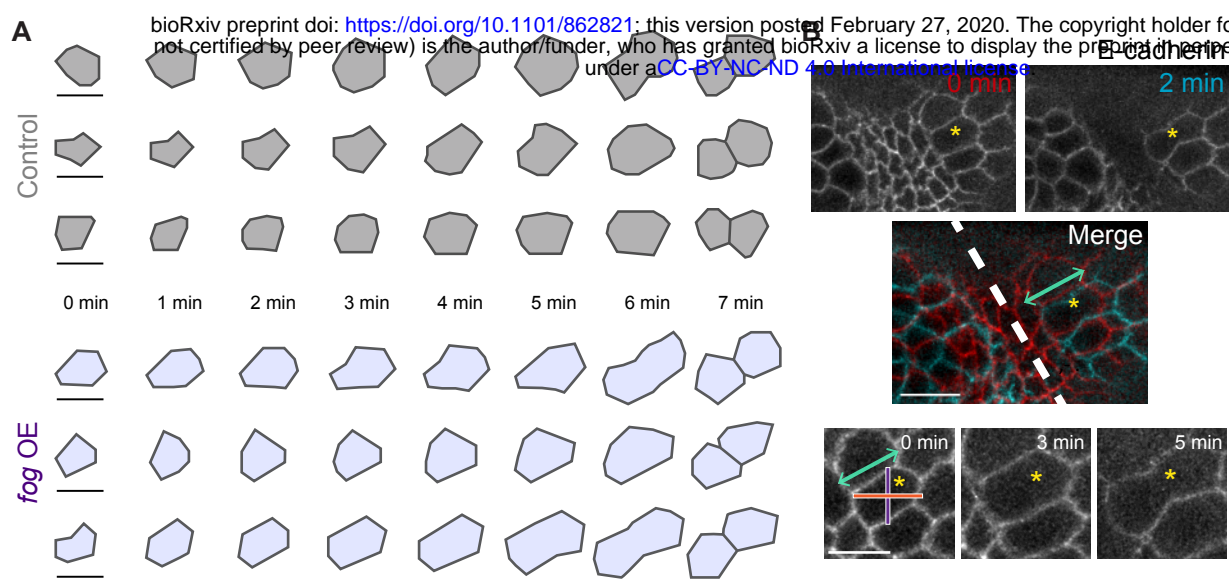 A
bioRxiv preprint doi: https://doi.org/10.1101/862821; this version posted February 27, 2020. The copyright holder fo
B
not certified by peer review) is the author/funder, who has granted bioRxiv a license to display the preprint in perpe
E-cadherin
under aCC-BY-NC-ND 4.0 International license.
0 min
2 min
*
*
Control
Merge
*
0 min 1 min 2 min 3 min 4 min 5 min 6 min 7 min
fog OE
0 min
3 min
5 min
*
*
*